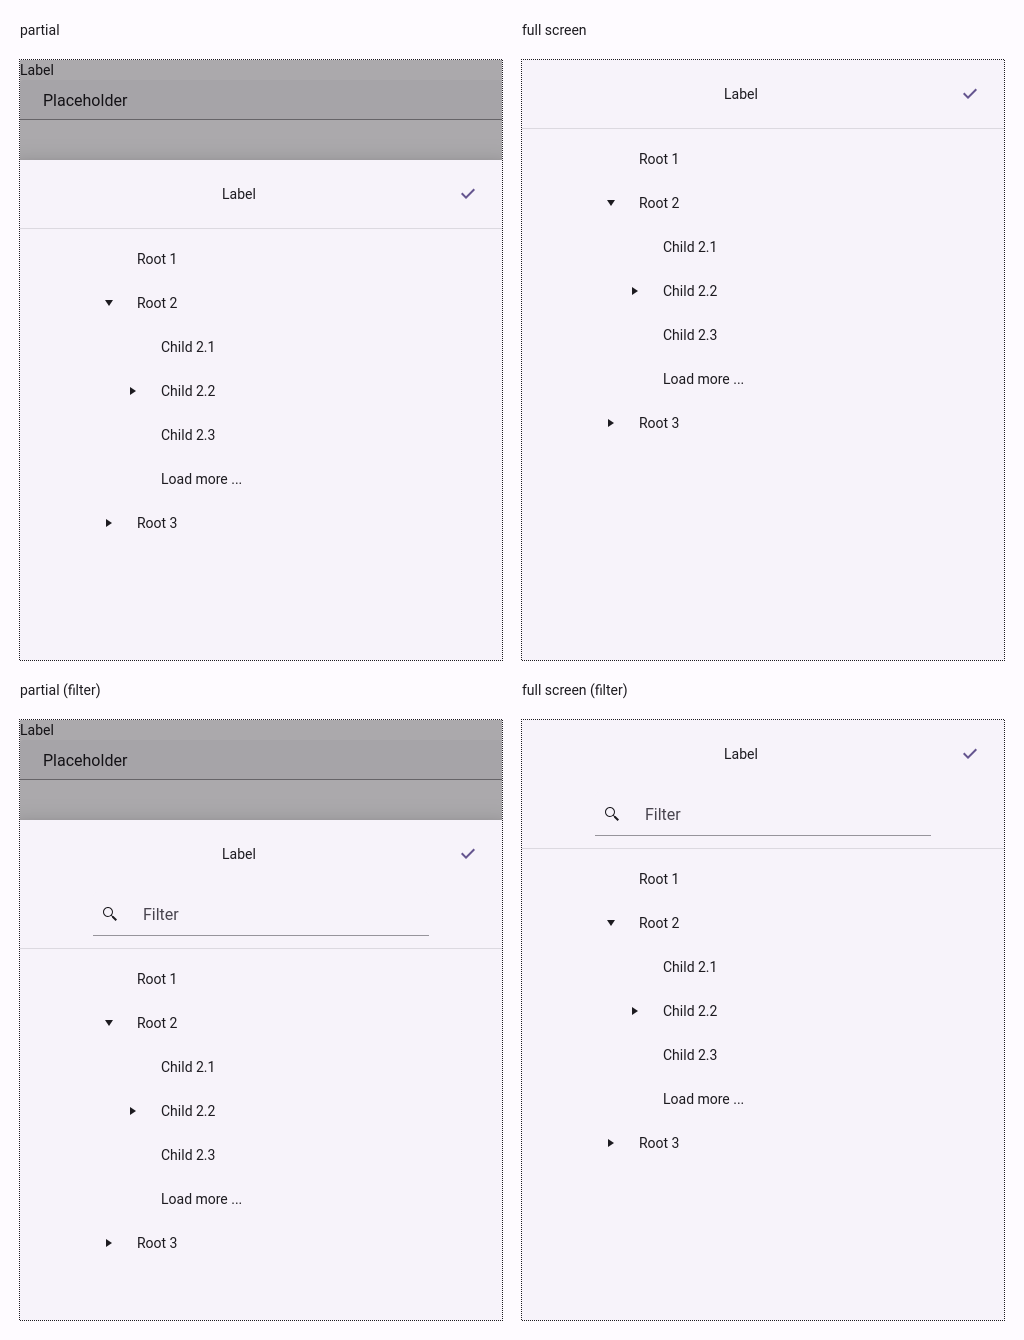 partial
Label
Placeholder
Label
Root 1
Root 2
Child 2.1
Child 2.2
Child 2.3
Load more ...
Root 3
full screen
Label
Root 1
Root 2
Child 2.1
Child 2.2
Child 2.3
Load more ...
Root 3
partial (filter)
Label
Placeholder
Label
Filter
Root 1
Root 2
Child 2.1
Child 2.2
Child 2.3
Load more ...
Root 3
full screen (filter)
Label
Filter
Root 1
Root 2
Child 2.1
Child 2.2
Child 2.3
Load more ...
Root 3